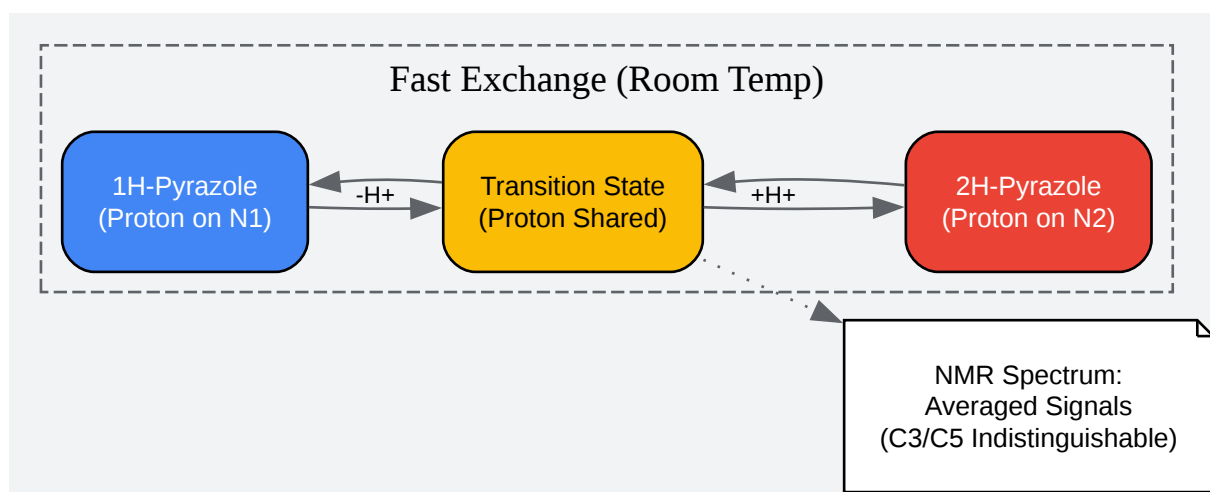 Fast Exchange (Room Temp)
1H-Pyrazole
(Proton on N1)
-H+
Transition State
(Proton Shared)
+H+
2H-Pyrazole
(Proton on N2)
NMR Spectrum:
Averaged Signals
(C3/C5 Indistinguishable)